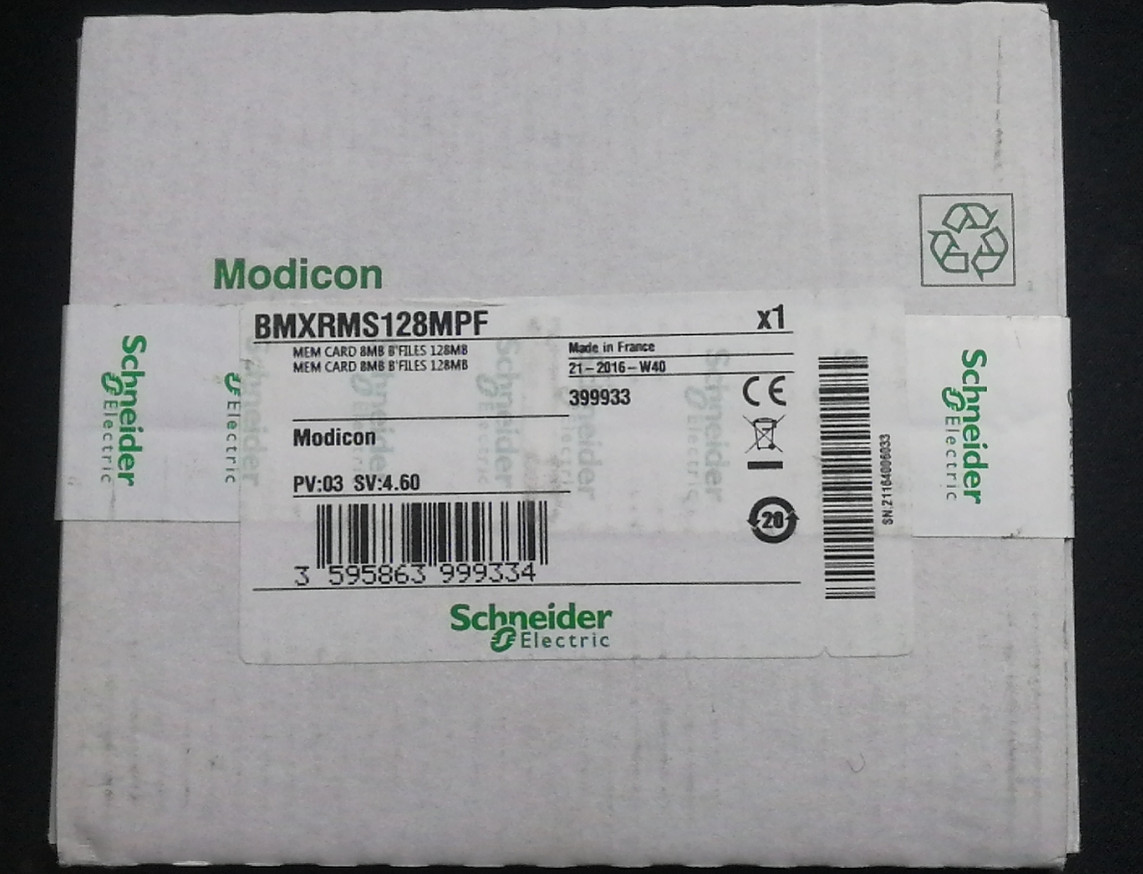 Modicon
BMXRMS128MPF
x1
MEM CARD 8MB B'FILES 128MB
MEM CARD 8MB B'FILES 128MB
Made in France
21-2016-W40
399933
CE
Modicon
PV:03 SV:4.60
20
3 595863 999334
SN:21164006033
Schneider
Electric
Schneider
Electric
Electric
Schneider
Electric